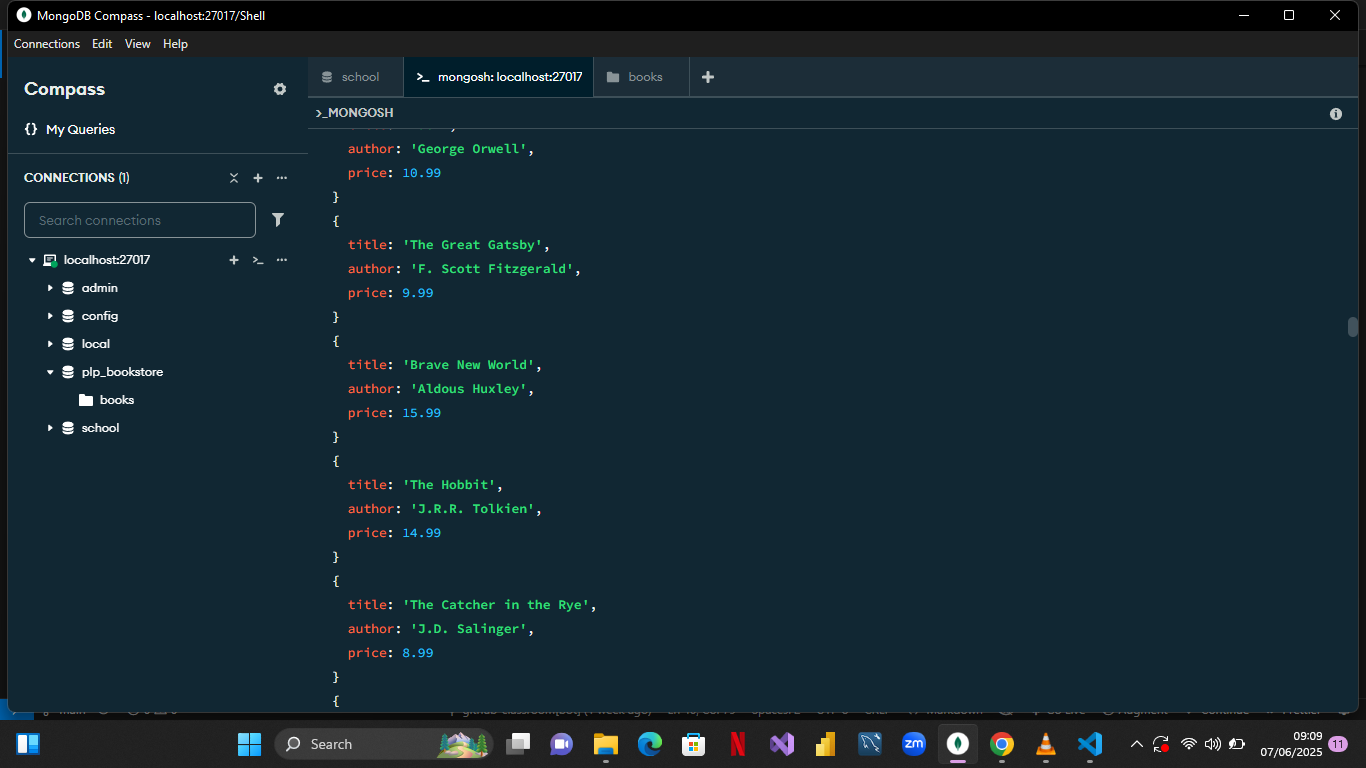 MongoDB Compass - localhost:27017/Shell
Connections Edit View Help
Compass
My Queries
CONNECTIONS (1)
Search connections
localhost:27017
admin
config
local
plp_bookstore
books
school
school
>_ mongosh: localhost:27017
books
>_MONGOSH
author: 'George Orwell',
price: 10.99
}
{
title: 'The Great Gatsby',
author: 'F. Scott Fitzgerald',
price: 9.99
}
{
title: 'Brave New World',
author: 'Aldous Huxley',
price: 15.99
}
{
title: 'The Hobbit',
author: 'J.R.R. Tolkien',
price: 14.99
}
{
title: 'The Catcher in the Rye',
author: 'J.D. Salinger',
price: 8.99
}
{
Search
zm
09:09
07/06/2025
11